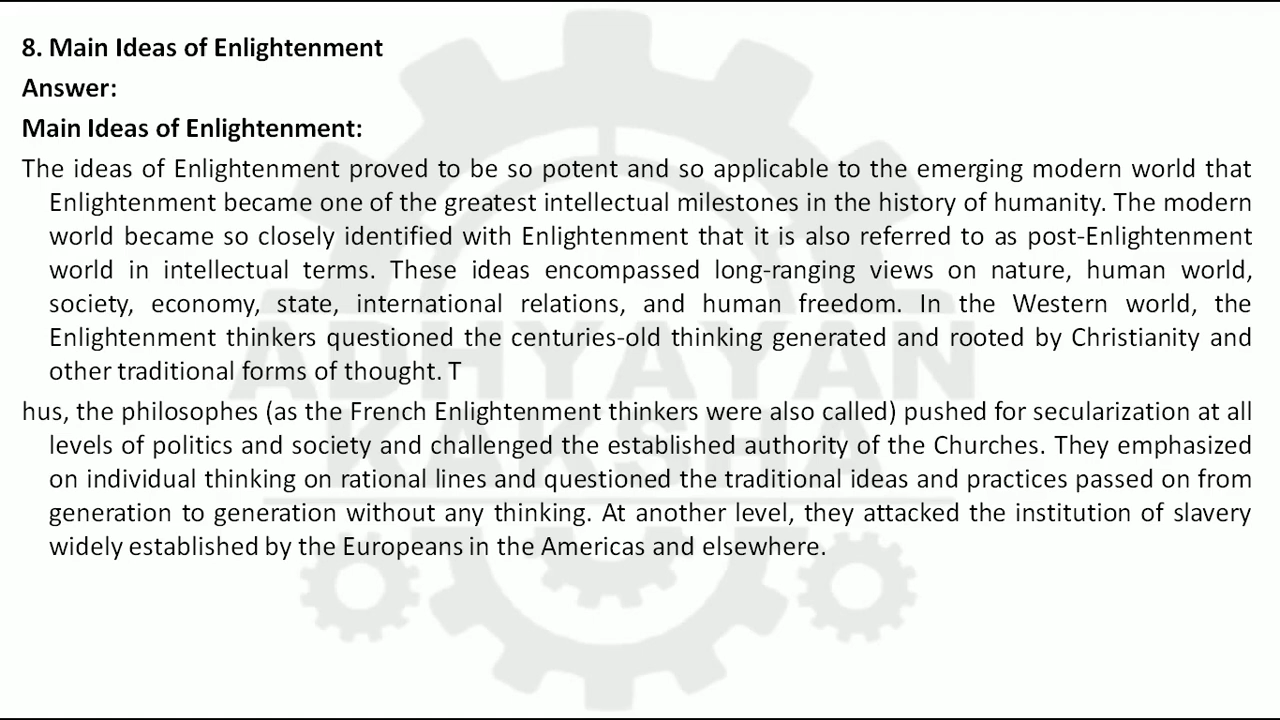 8. Main Ideas of Enlightenment
Answer:
Main Ideas of Enlightenment:
The ideas of Enlightenment proved to be so potent and so applicable to the emerging modern world that
Enlightenment became one of the greatest intellectual milestones in the history of humanity. The modern
world became so closely identified with Enlightenment that it is also referred to as post-Enlightenment
world in intellectual terms. These ideas encompassed long-ranging views on nature, human world,
society, economy, state, international relations, and human freedom. In the Western world, the
Enlightenment thinkers questioned the centuries-old thinking generated and rooted by Christianity and
other traditional forms of thought. T
hus, the philosophes (as the French Enlightenment thinkers were also called) pushed for secularization at all
levels of politics and society and challenged the established authority of the Churches. They emphasized
on individual thinking on rational lines and questioned the traditional ideas and practices passed on from
generation to generation without any thinking. At another level, they attacked the institution of slavery
widely established by the Europeans in the Americas and elsewhere.
ADHYAYAN
KAKSHA